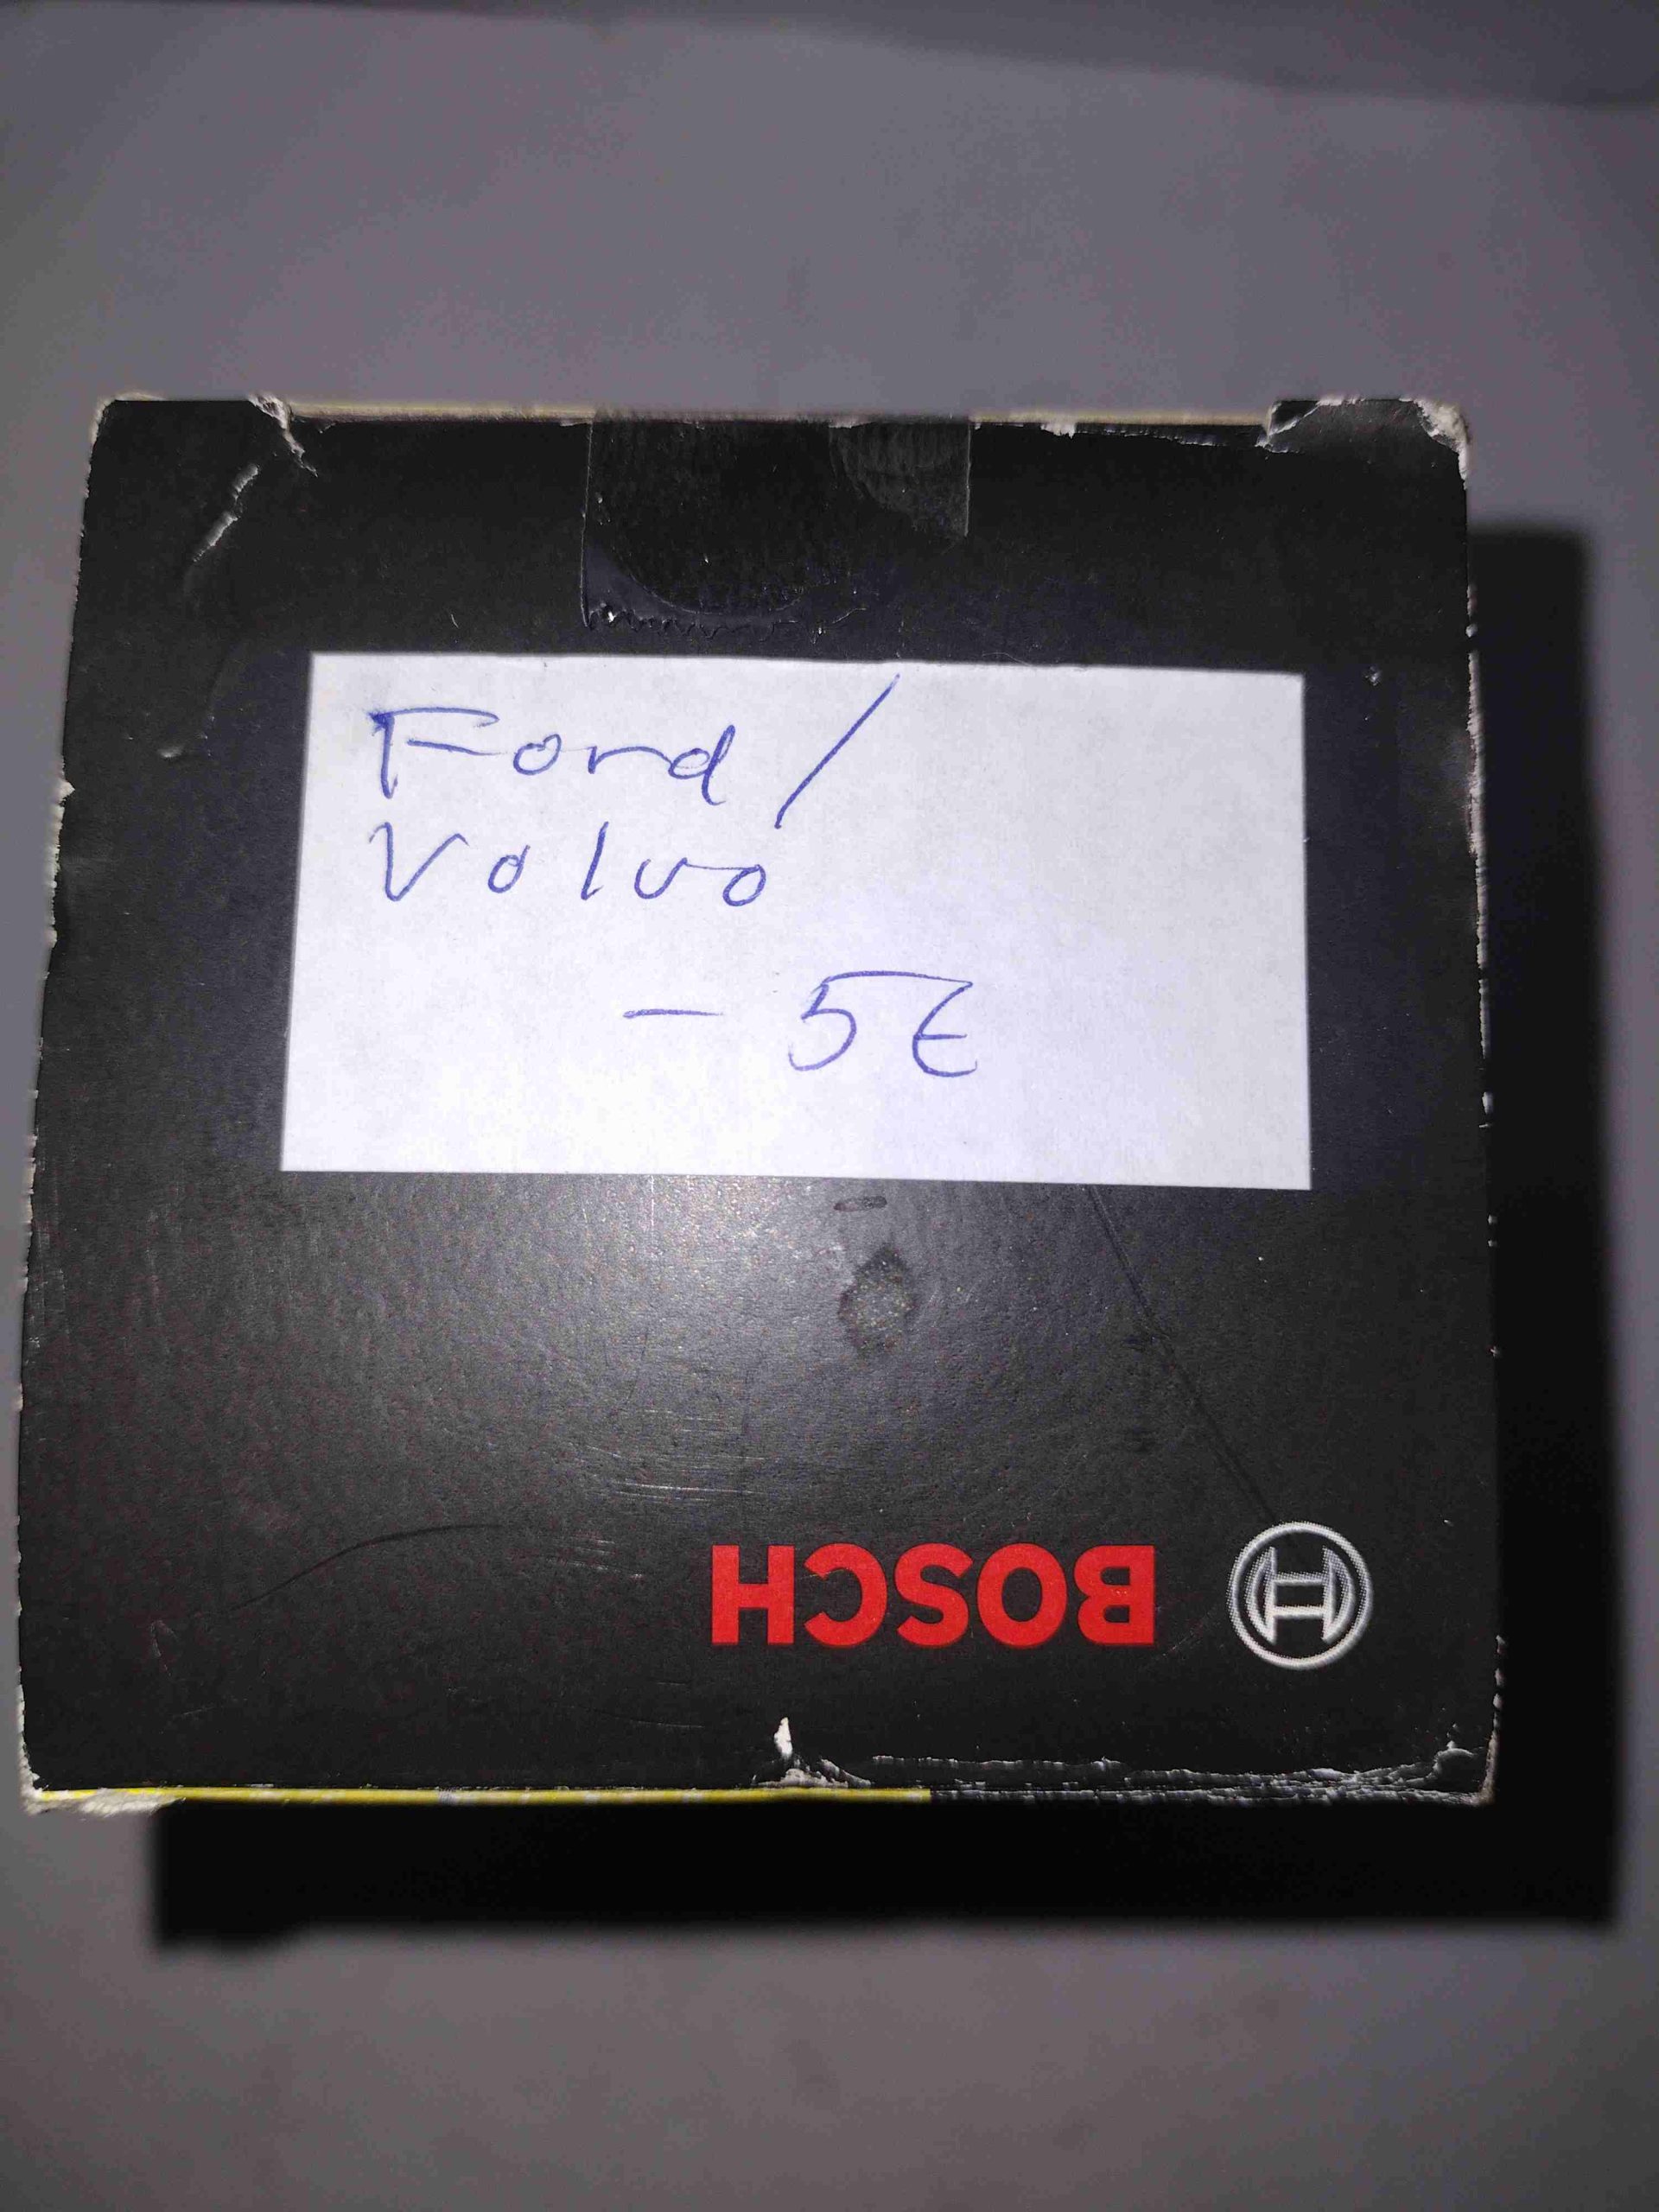 Ford/
Volvo
- 5€
BOSCH